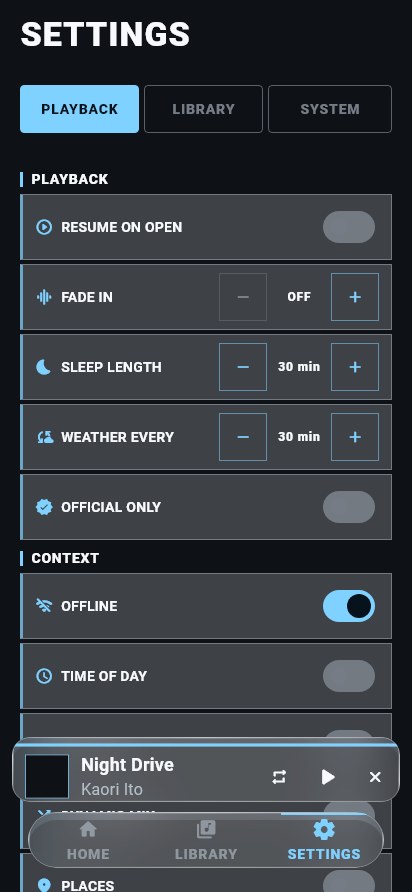 SETTINGS
PLAYBACK
LIBRARY
SYSTEM
PLAYBACK
RESUME ON OPEN
FADE IN
OFF
SLEEP LENGTH
30 min
WEATHER EVERY
30 min
OFFICIAL ONLY
CONTEXT
OFFLINE
TIME OF DAY
Night Drive
Kaori Ito
HOME
LIBRARY
SETTINGS
PLACES